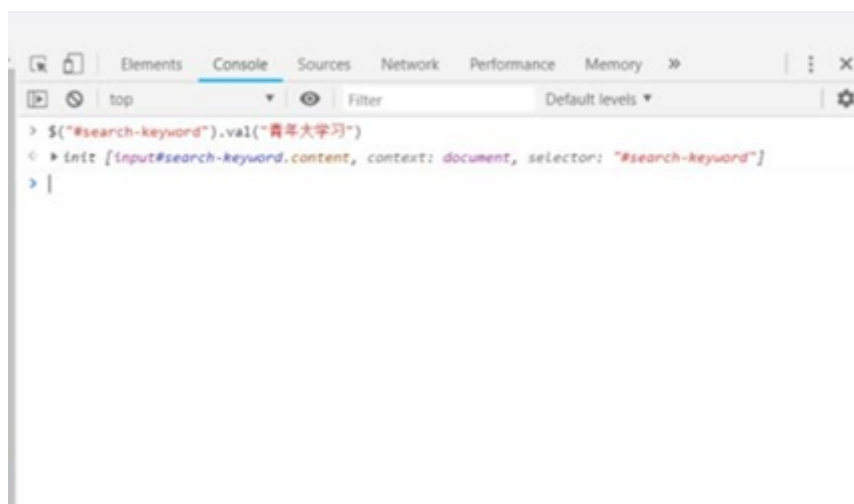 Elements Console Sources Network Performance Memory »
top Filter Default levels
> $("#search-keyword").val("青年大学习")
init [input#search-keyword.content, context: document, selector: "#search-keyword"]
>